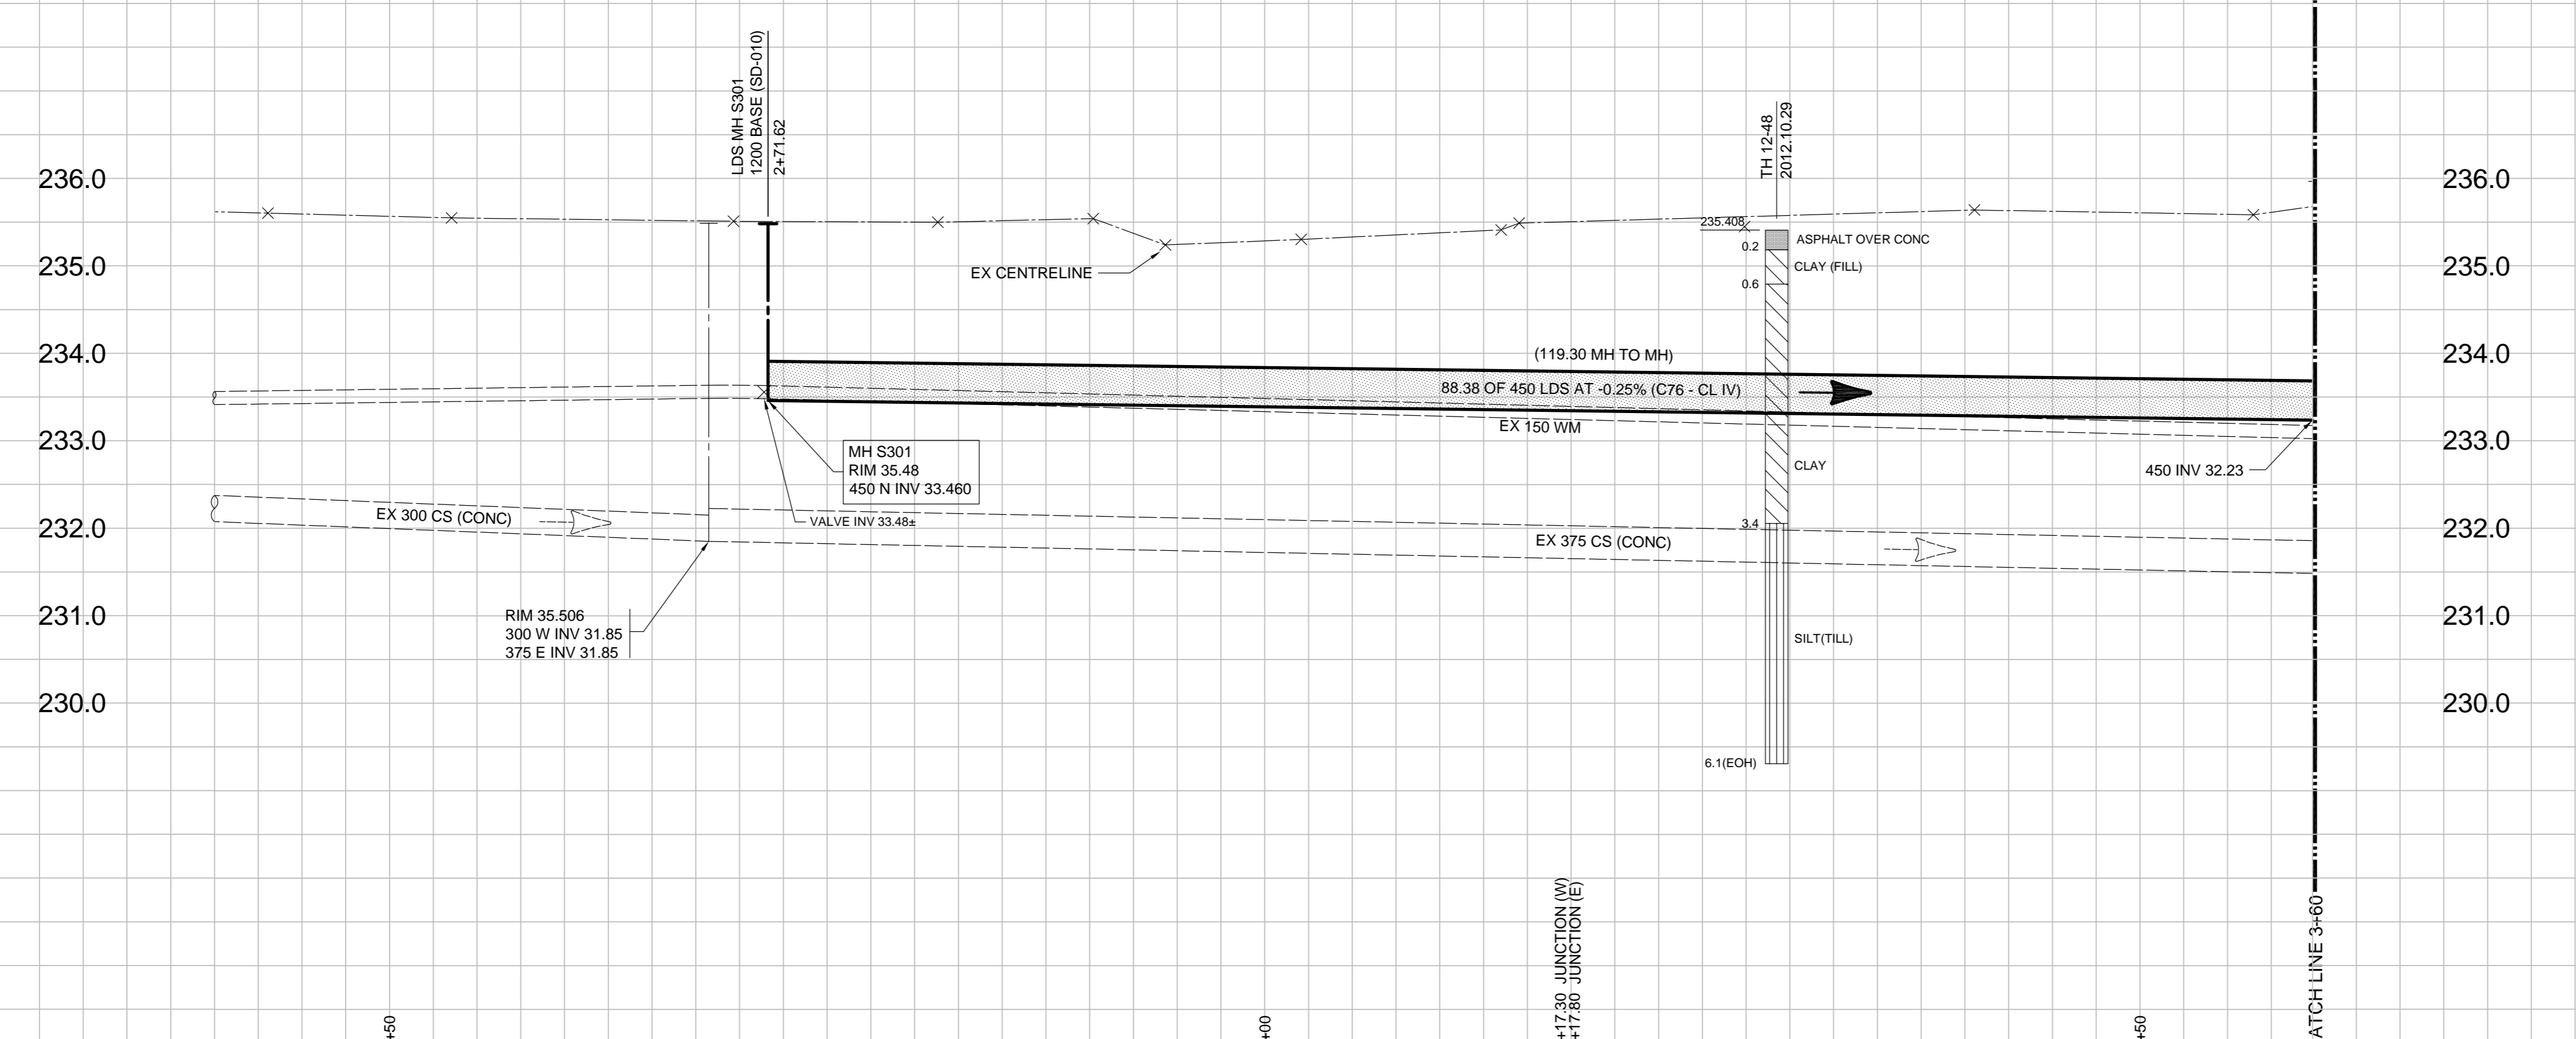 LDS MH S301
1200 BASE (SD-010)
2+71.62
TH 12-48
2012.10.29
236.0
236.0
235.408
ASPHALT OVER CONC
0.2
235.0
EX CENTRELINE
CLAY (FILL)
235.0
0.6
234.0
(119.30 MH TO MH)
234.0
88.38 OF 450 LDS AT -0.25% (C76 - CL IV)
233.0
EX 150 WM
233.0
MH S301
RIM 35.48
450 N INV 33.460
CLAY
450 INV 32.23
EX 300 CS (CONC)
VALVE INV 33.48±
232.0
3.4
232.0
EX 375 CS (CONC)
231.0
RIM 35.506
300 W INV 31.85
375 E INV 31.85
231.0
SILT(TILL)
230.0
230.0
6.1(EOH)
+17.30 JUNCTION (W)
+17.80 JUNCTION (E)
ATCH LINE 3+60
+50
+00
+50